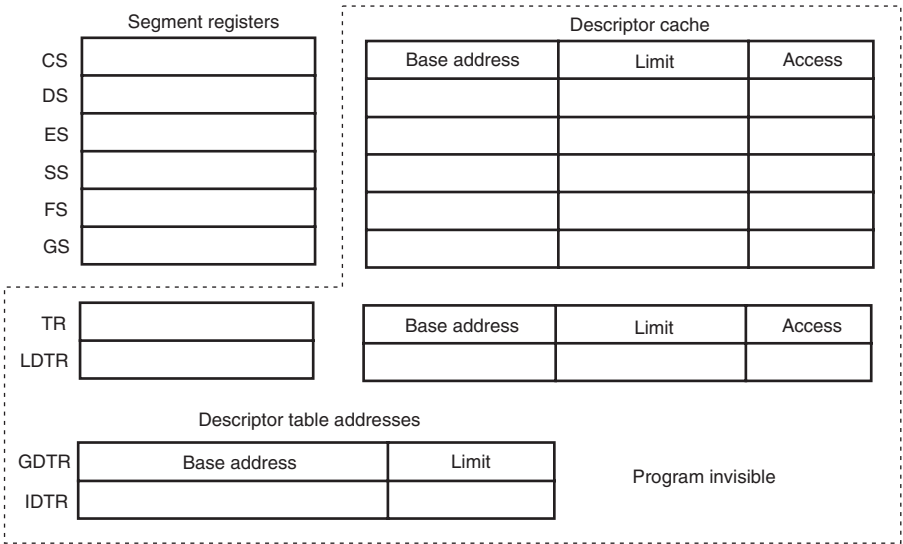 Segment registers
Descriptor cache
CS
Base address Limit Access
DS
ES
SS
FS
GS
TR
Base address Limit Access
LDTR
Descriptor table addresses
GDTR Base address Limit
Program invisible
IDTR